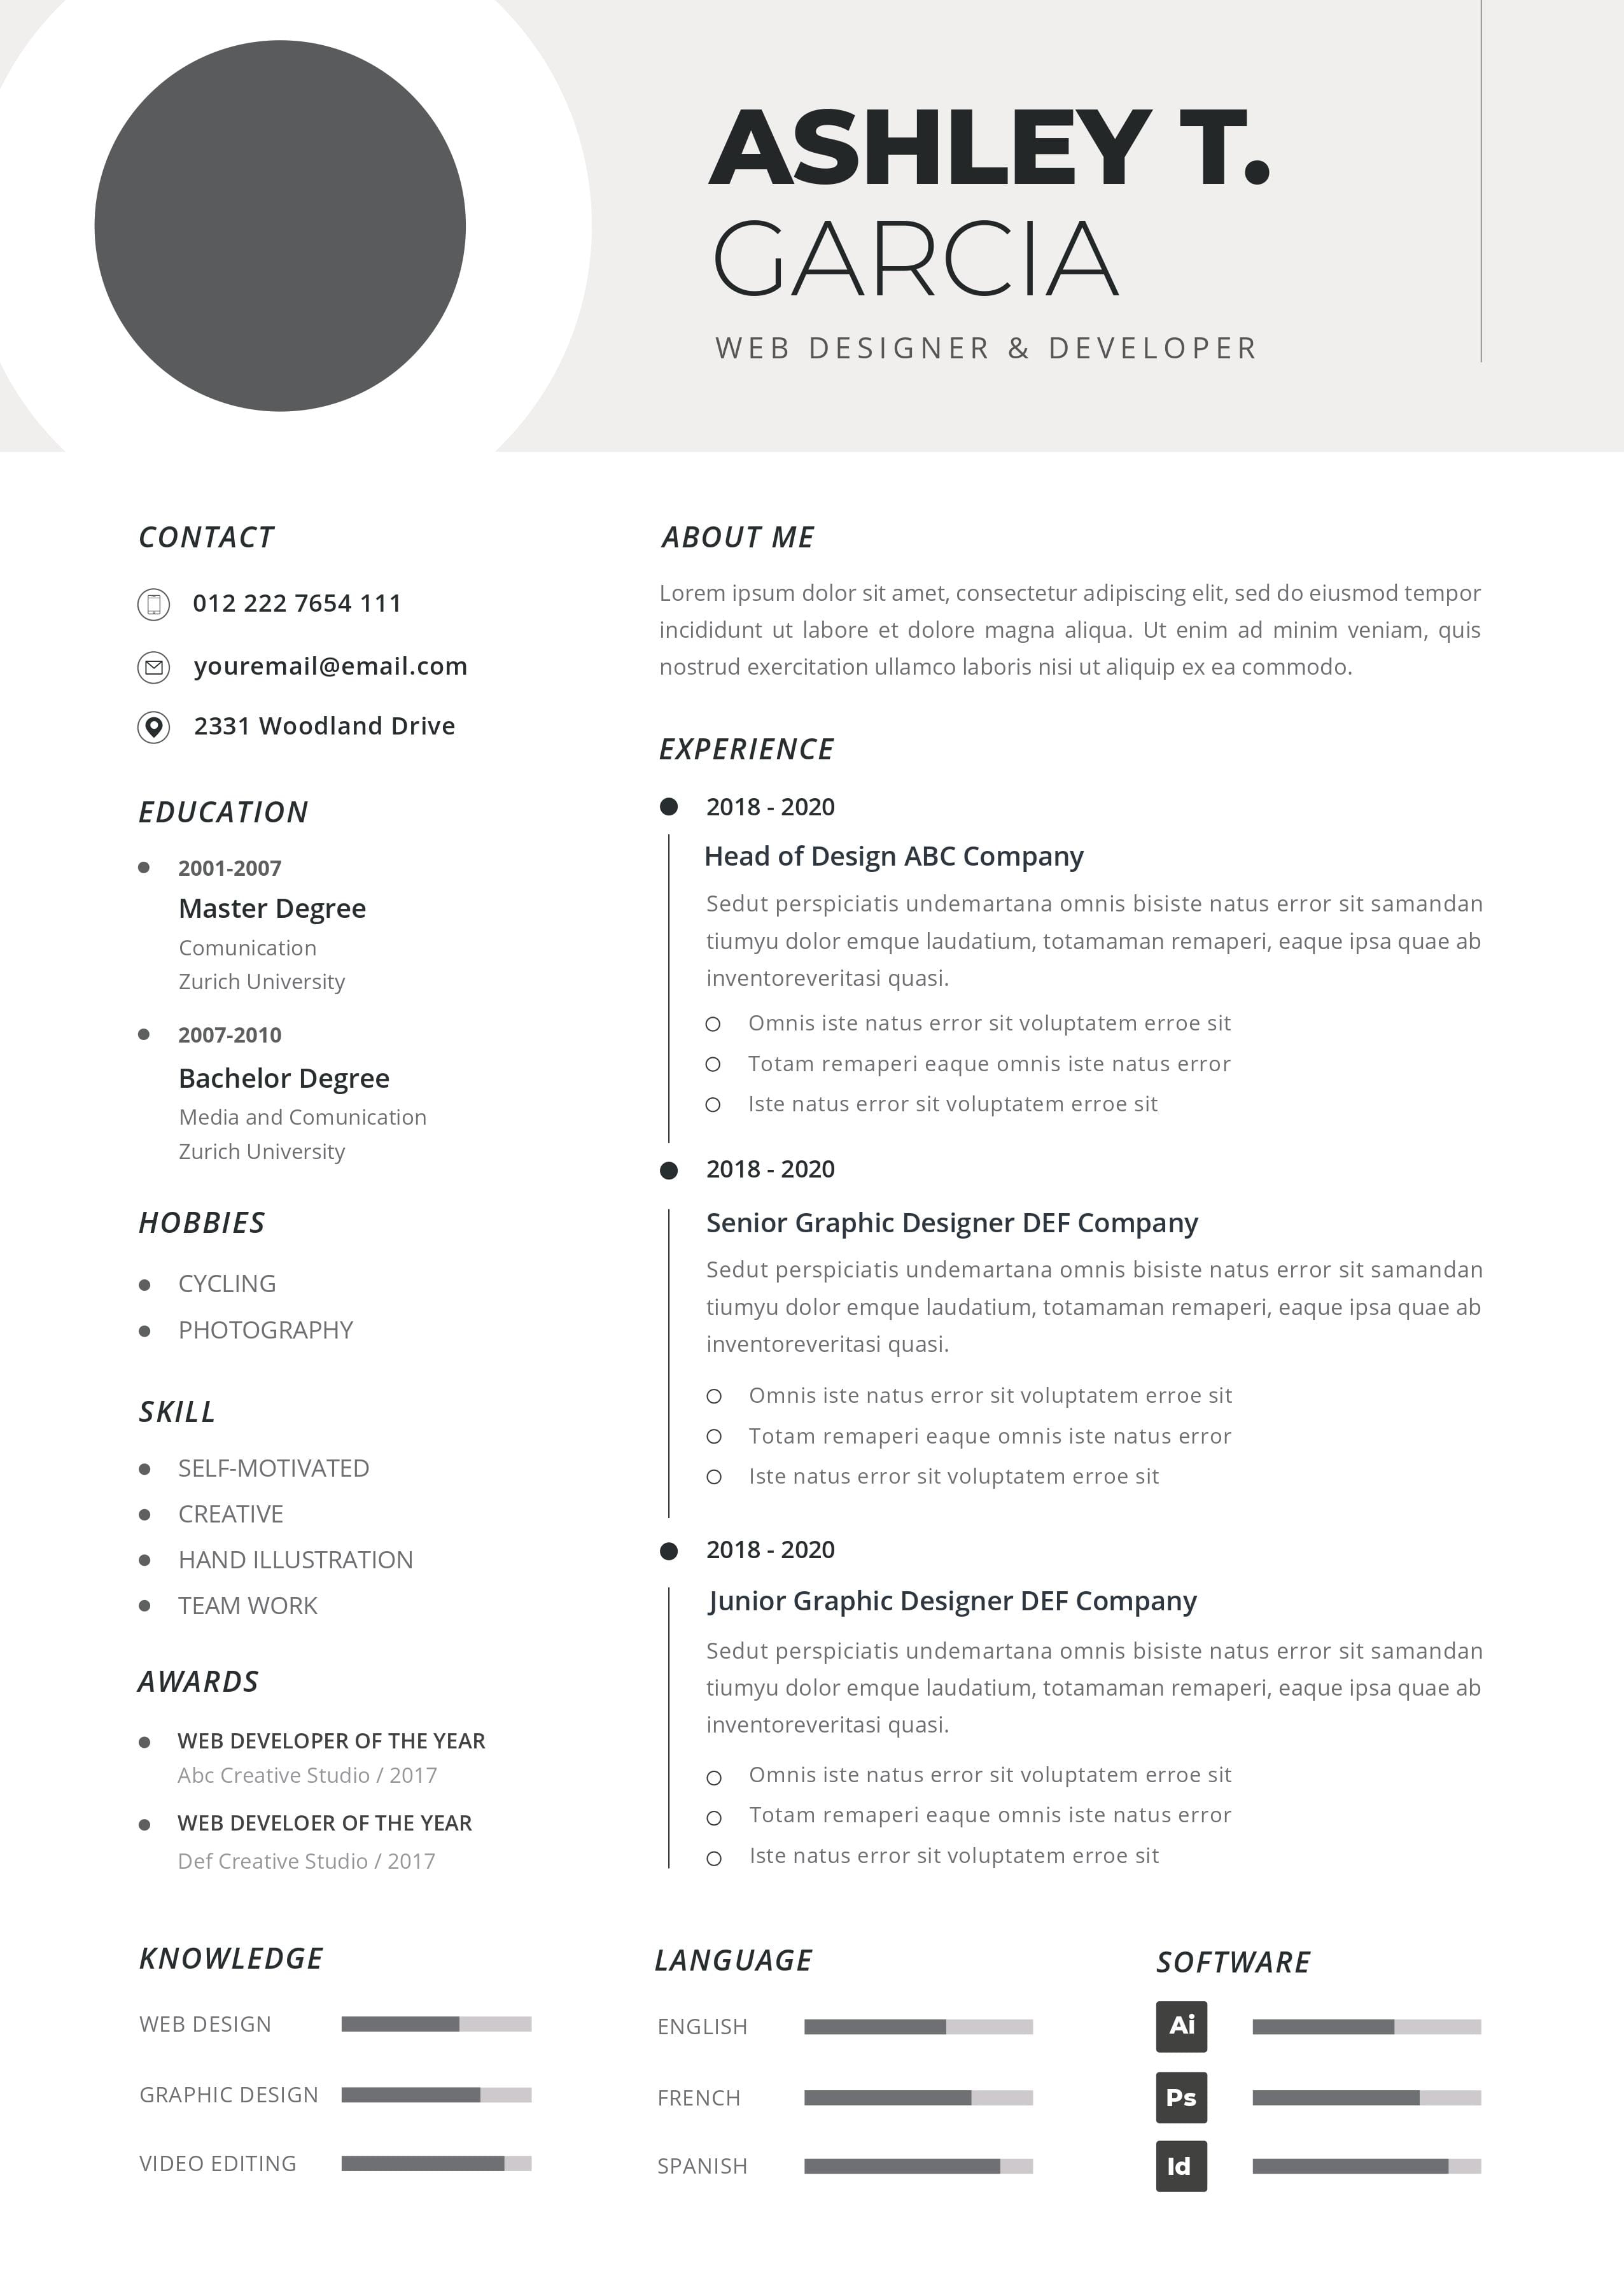 ASHLEY T.
GARCIA
WEB DESIGNER & DEVELOPER
CONTACT
012 222 7654 111
youremail@email.com
2331 Woodland Drive
EDUCATION
2001-2007
Master Degree
Comunication
Zurich University
2007-2010
Bachelor Degree
Media and Comunication
Zurich University
HOBBIES
CYCLING
PHOTOGRAPHY
SKILL
SELF-MOTIVATED
CREATIVE
HAND ILLUSTRATION
TEAM WORK
AWARDS
WEB DEVELOPER OF THE YEAR
Abc Creative Studio / 2017
WEB DEVELOER OF THE YEAR
Def Creative Studio / 2017
ABOUT ME
Lorem ipsum dolor sit amet, consectetur adipiscing elit, sed do eiusmod tempor
incididunt ut labore et dolore magna aliqua. Ut enim ad minim veniam, quis
nostrud exercitation ullamco laboris nisi ut aliquip ex ea commodo.
EXPERIENCE
2018 - 2020
Head of Design ABC Company
Sedut perspiciatis undemartana omnis bisiste natus error sit samandan
tiumyu dolor emque laudatium, totamaman remaperi, eaque ipsa quae ab
inventoreveritasi quasi.
Omnis iste natus error sit voluptatem erroe sit
Totam remaperi eaque omnis iste natus error
Iste natus error sit voluptatem erroe sit
2018 - 2020
Senior Graphic Designer DEF Company
Sedut perspiciatis undemartana omnis bisiste natus error sit samandan
tiumyu dolor emque laudatium, totamaman remaperi, eaque ipsa quae ab
inventoreveritasi quasi.
Omnis iste natus error sit voluptatem erroe sit
Totam remaperi eaque omnis iste natus error
Iste natus error sit voluptatem erroe sit
2018 - 2020
Junior Graphic Designer DEF Company
Sedut perspiciatis undemartana omnis bisiste natus error sit samandan
tiumyu dolor emque laudatium, totamaman remaperi, eaque ipsa quae ab
inventoreveritasi quasi.
Omnis iste natus error sit voluptatem erroe sit
Totam remaperi eaque omnis iste natus error
Iste natus error sit voluptatem erroe sit
KNOWLEDGE
WEB DESIGN
GRAPHIC DESIGN
VIDEO EDITING
LANGUAGE
ENGLISH
FRENCH
SPANISH
SOFTWARE
Ai
Ps
Id